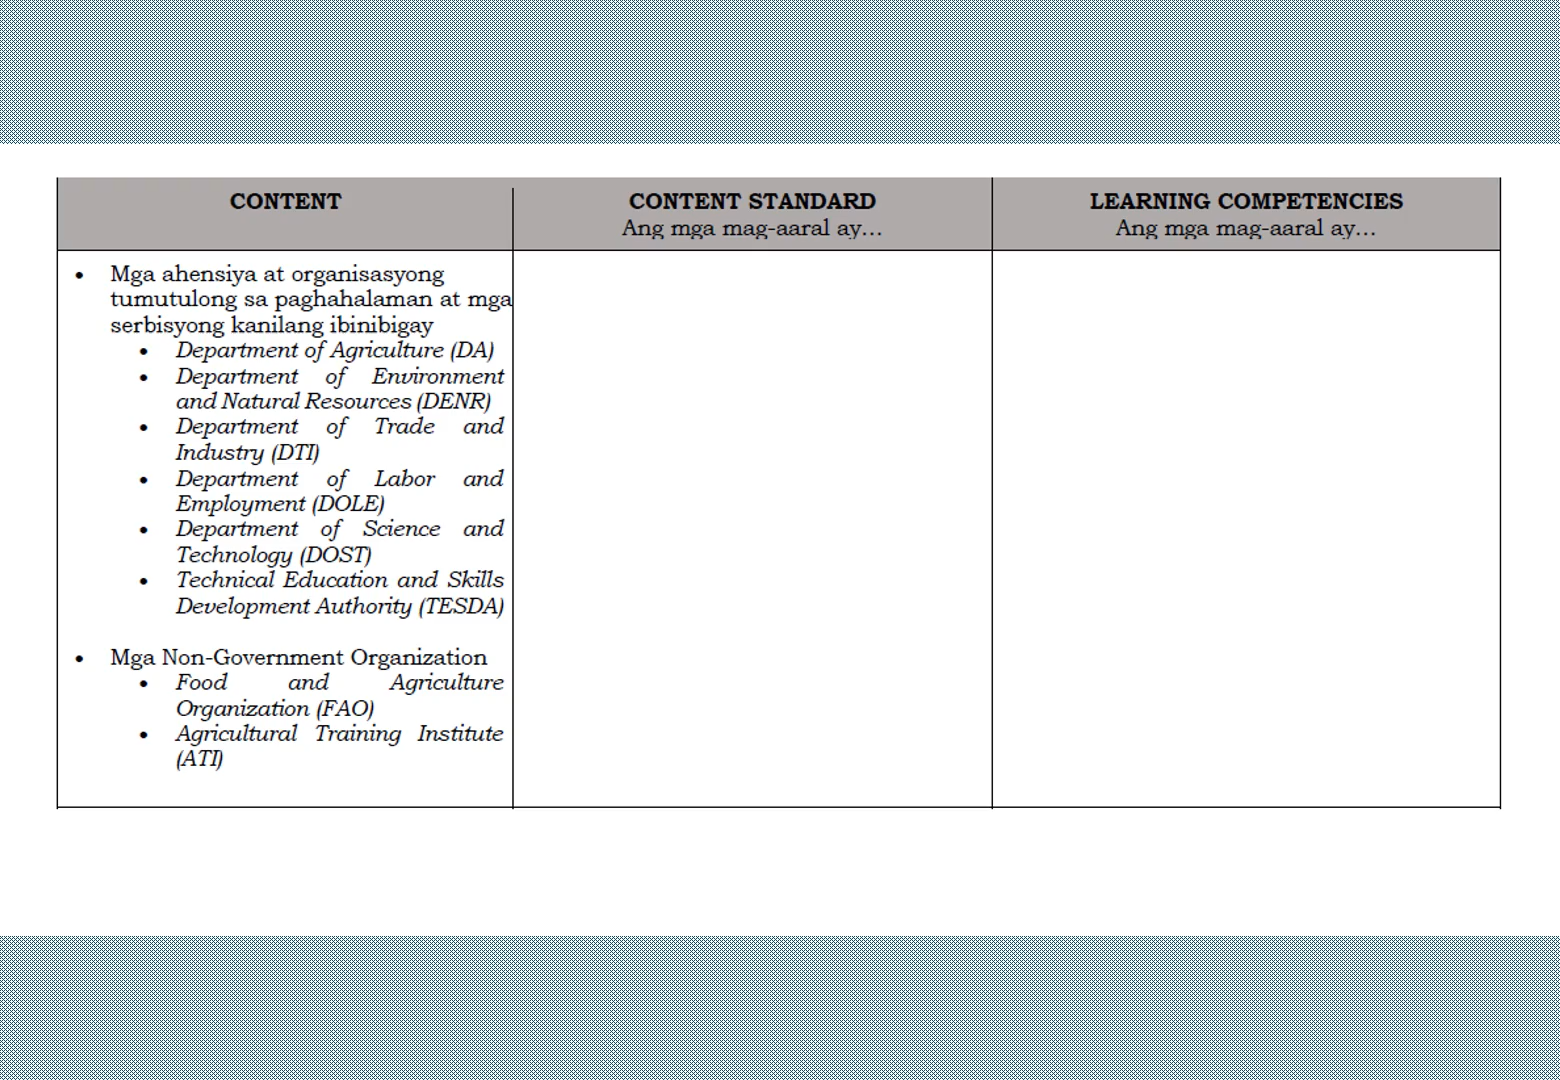 CONTENT
CONTENT STANDARD
Ang mga mag-aaral ay…
LEARNING COMPETENCIES
Ang mga mag-aaral ay…
• Mga ahensiya at organisasyong
tumutulong sa paghahalaman at mga
serbisyong kanilang ibinibigay
• Department of Agriculture (DA)
• Department of Environment
and Natural Resources (DENR)
• Department of Trade and
Industry (DTI)
• Department of Labor and
Employment (DOLE)
• Department of Science and
Technology (DOST)
• Technical Education and Skills
Development Authority (TESDA)
• Mga Non-Government Organization
• Food and Agriculture
Organization (FAO)
• Agricultural Training Institute
(ATI)